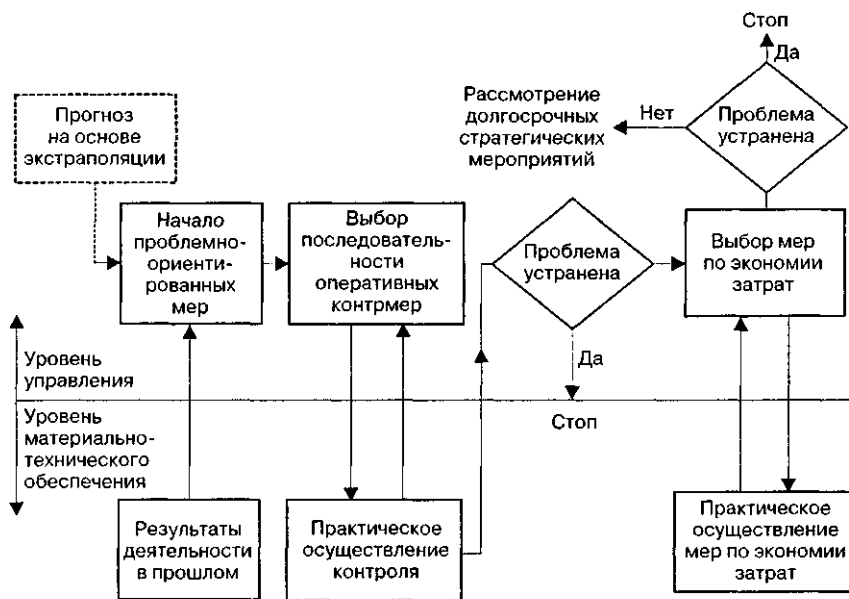 Стоп
Да
Прогноз
на основе
экстраполяции
Рассмотрение
долгосрочных
стратегических
мероприятий
Нет
Проблема
устранена
Начало
проблемно-
ориенти-
рованных
мер
Выбор
последователь-
ности
оперативных
контрмер
Проблема
устранена
Выбор мер
по экономии
затрат
Уровень
управления
Да
Уровень
материально-
технического
обеспечения
Стоп
Результаты
деятельности
в прошлом
Практическое
осуществление
контроля
Практическое
осуществление
мер по экономии
затрат